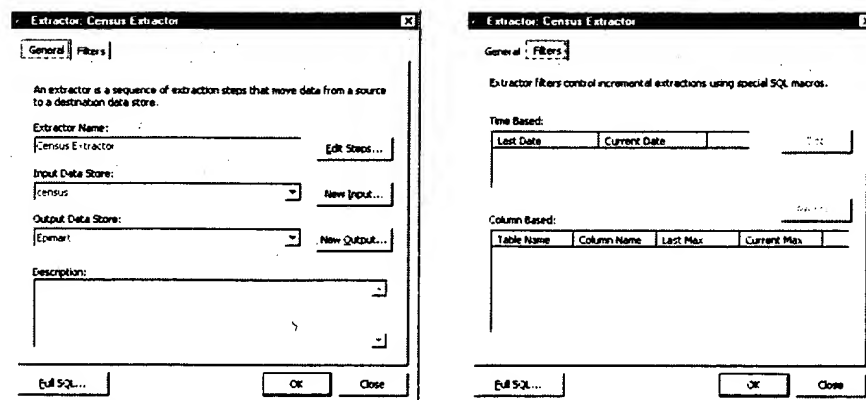 Extractor: Census Extractor
General
Filters
An extractor is a sequence of extraction steps that move data from a source
to a destination data store.
Extractor Name:
Census Extractor
Edit Steps...
Input Data Store:
census
New Input...
Output Data Store:
Epimart
New Output...
Description:
Full SQL...
OK
Close
Extractor: Census Extractor
General
Filters
Extractor filters control incremental extractions using special SQL macros.
Time Based:
Last Date
Current Date
Column Based:
Table Name
Column Name
Last Max
Current Max
Full SQL...
OK
Close